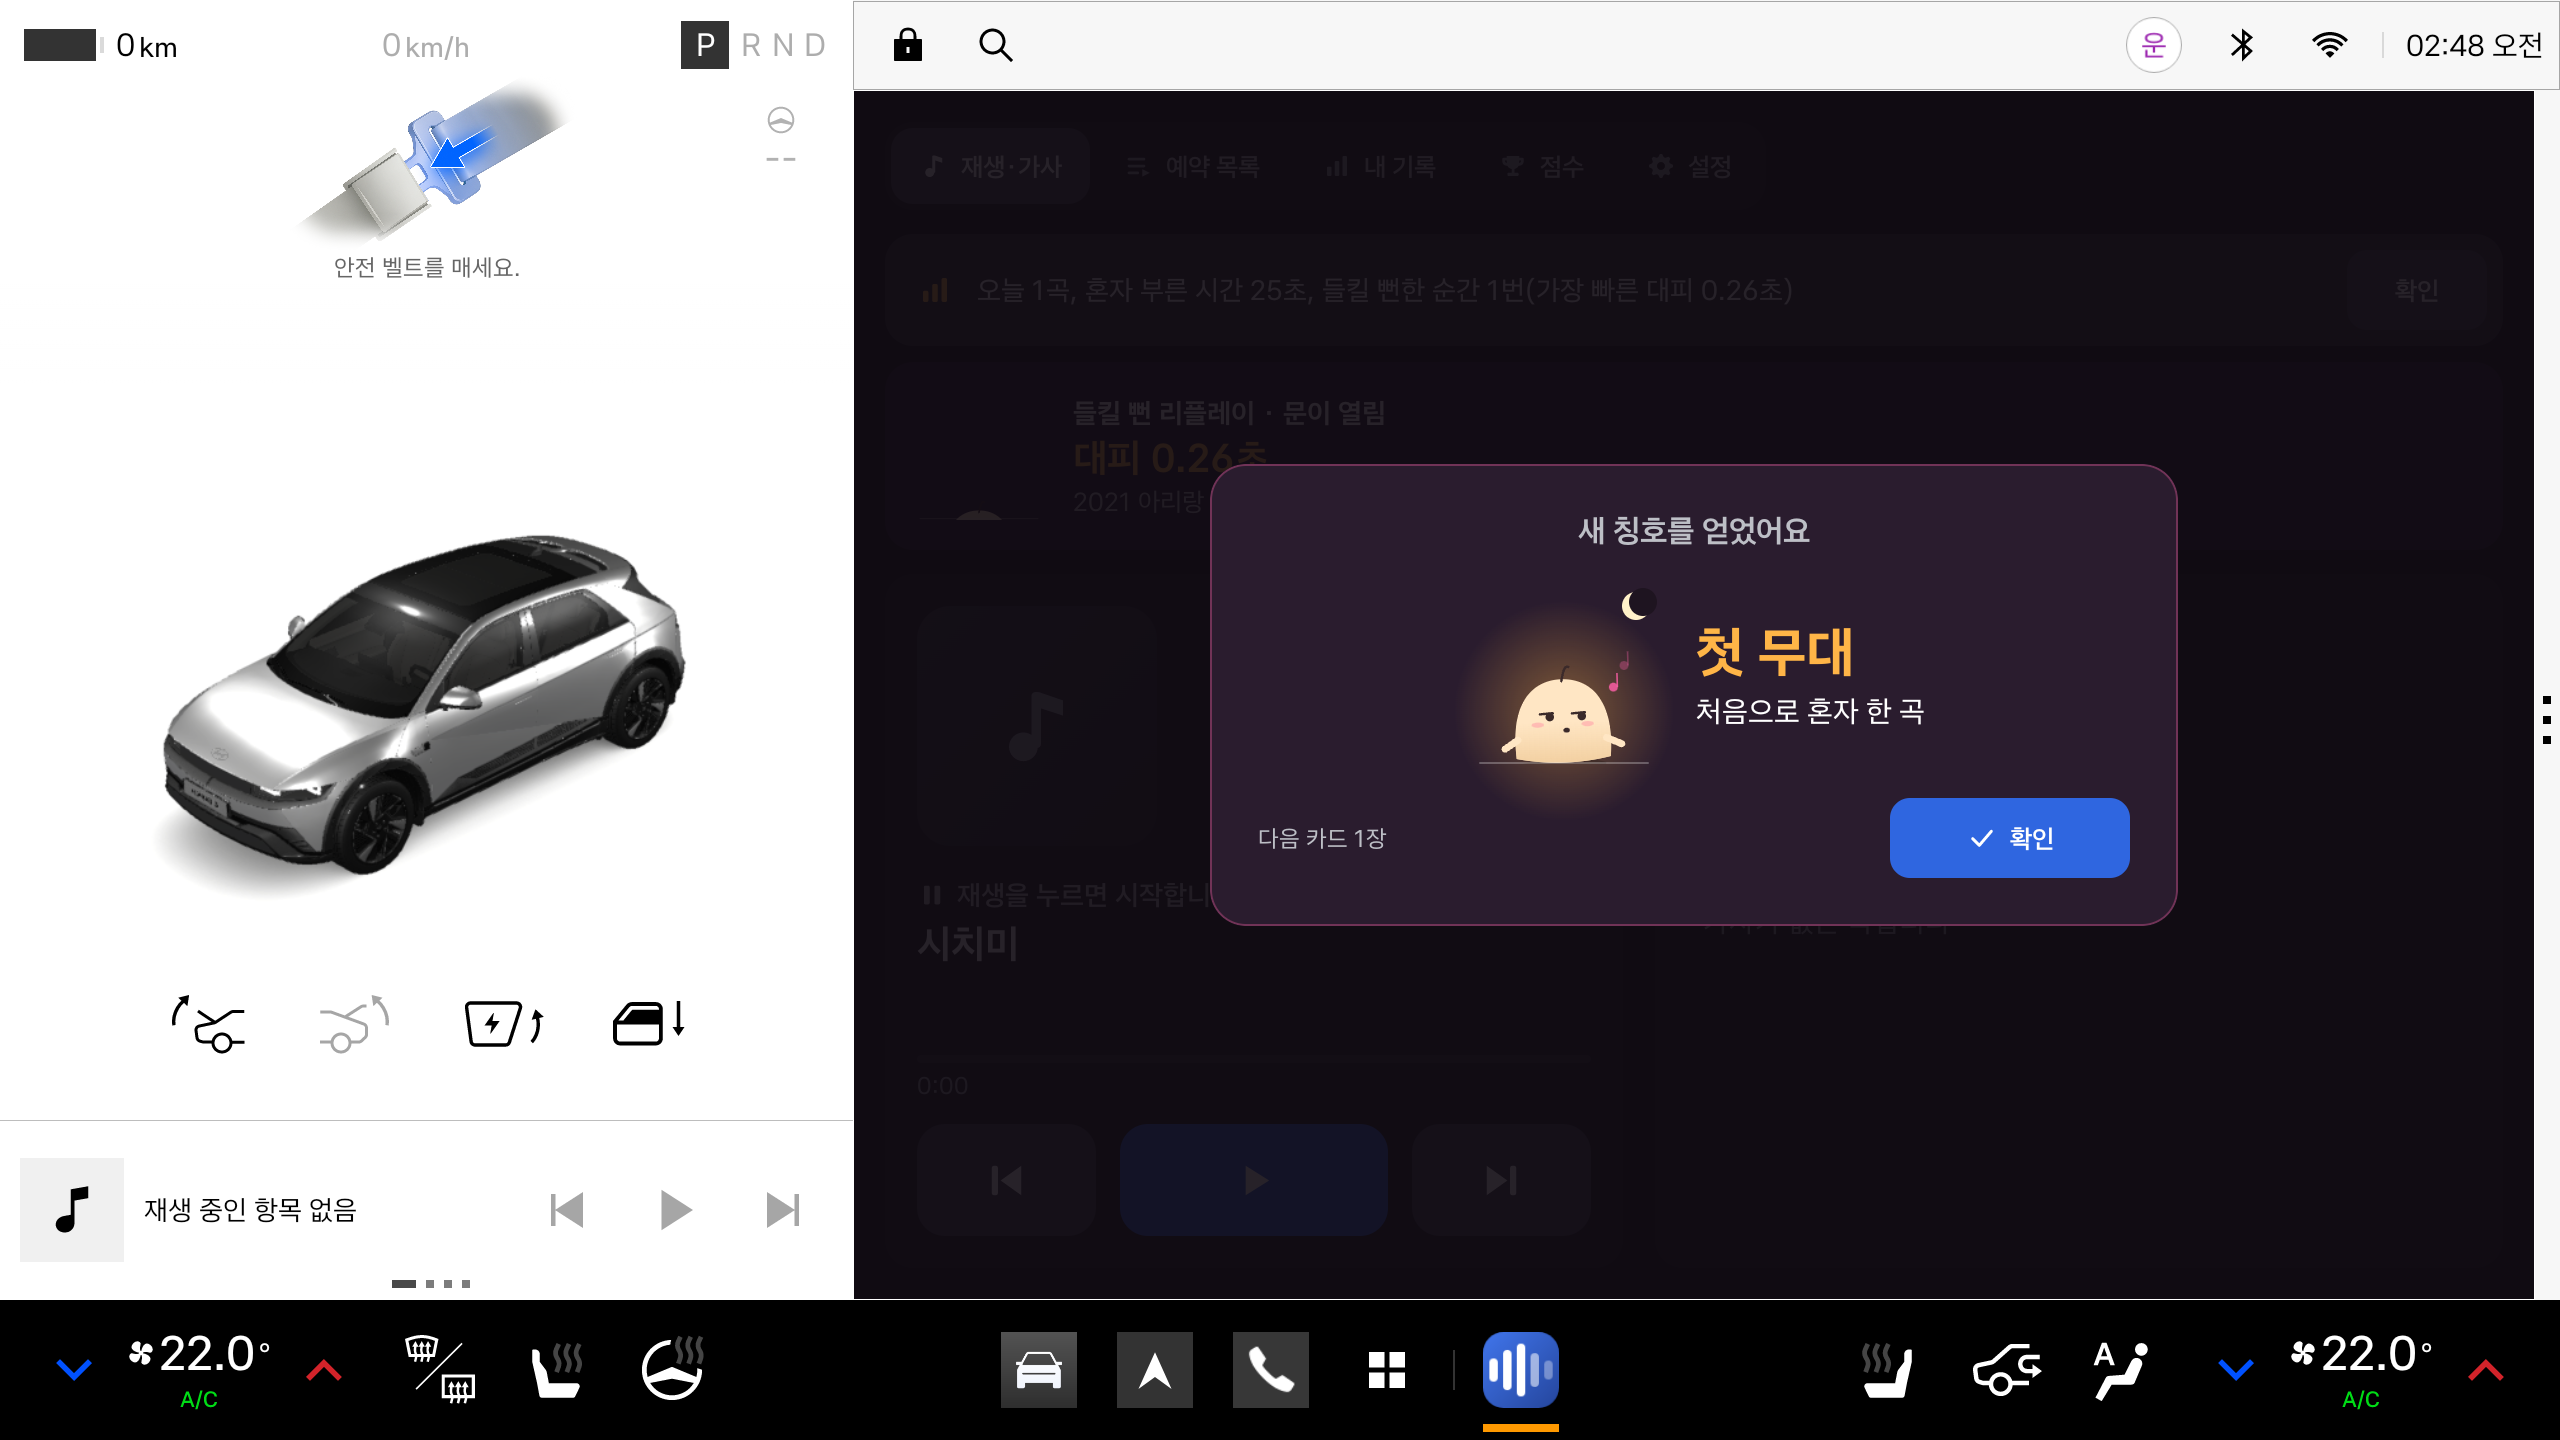 0 km
0 km/h
P R N D
운
02:48 오전
--
안전 벨트를 매세요.
재생·가사
예약 목록
내 기록
점수
설정
오늘 1곡, 혼자 부른 시간 25초, 들킬 뻔한 순간 1번(가장 빠른 대피 0.26초)
확인
들킬 뻔 리플레이 · 문이 열림
대피 0.26초
2021 아리랑
새 칭호를 얻었어요
첫 무대
처음으로 혼자 한 곡
다음 카드 1장
확인
재생을 누르면 시작합니
시치미
0:00
재생 중인 항목 없음
22.0°
A/C
A
22.0°
A/C